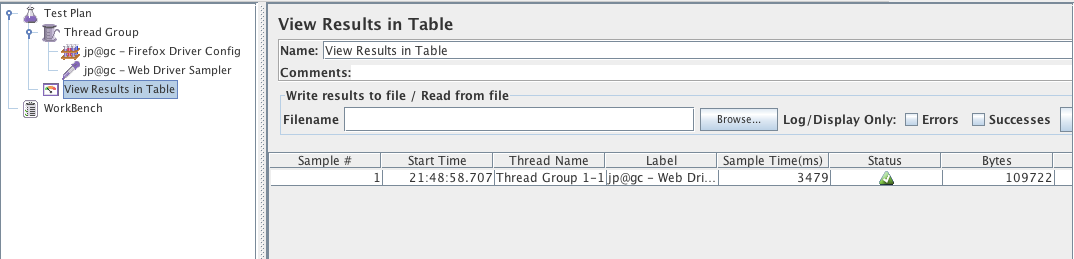 Test Plan
Thread Group
jp@gc – Firefox Driver Config
jp@gc – Web Driver Sampler
View Results in Table
WorkBench
View Results in Table
Name: View Results in Table
Comments:
Write results to file / Read from file
Filename Browse... Log/Display Only: Errors Successes
Sample # Start Time Thread Name Label Sample Time(ms) Status Bytes
1 21:48:58.707 Thread Group 1-1 jp@gc – Web Dri... 3479 109722